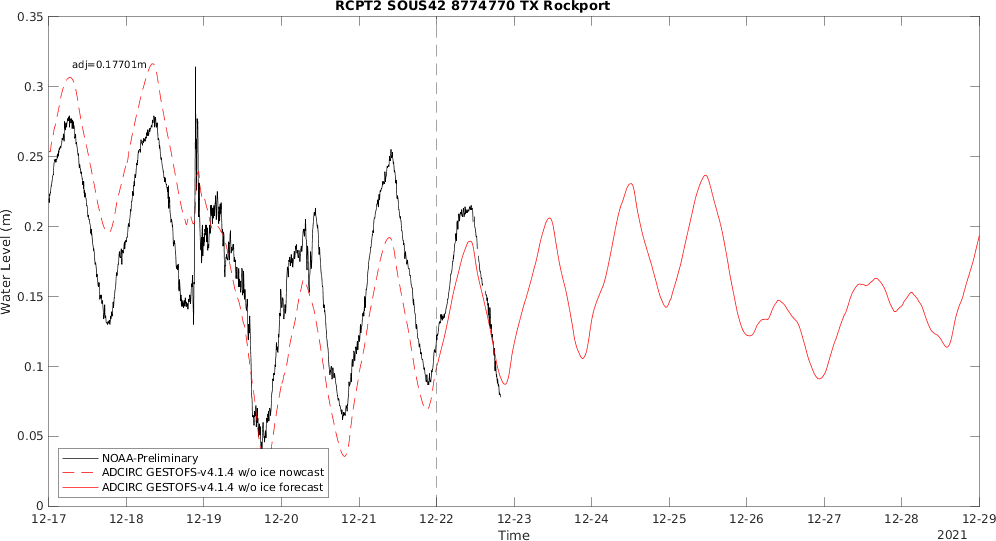 RCPT2 SOUS42 8774770 TX Rockport
0.35
0.3
0.25
0.2
0.15
0.1
0.05
0
Water Level (m)
adj=0.17701m
NOAA-Preliminary
ADCIRC GESTOFS-v4.1.4 w/o ice nowcast
ADCIRC GESTOFS-v4.1.4 w/o ice forecast
12-17 12-18 12-19 12-20 12-21 12-22 12-23 12-24 12-25 12-26 12-27 12-28 12-29
Time
2021